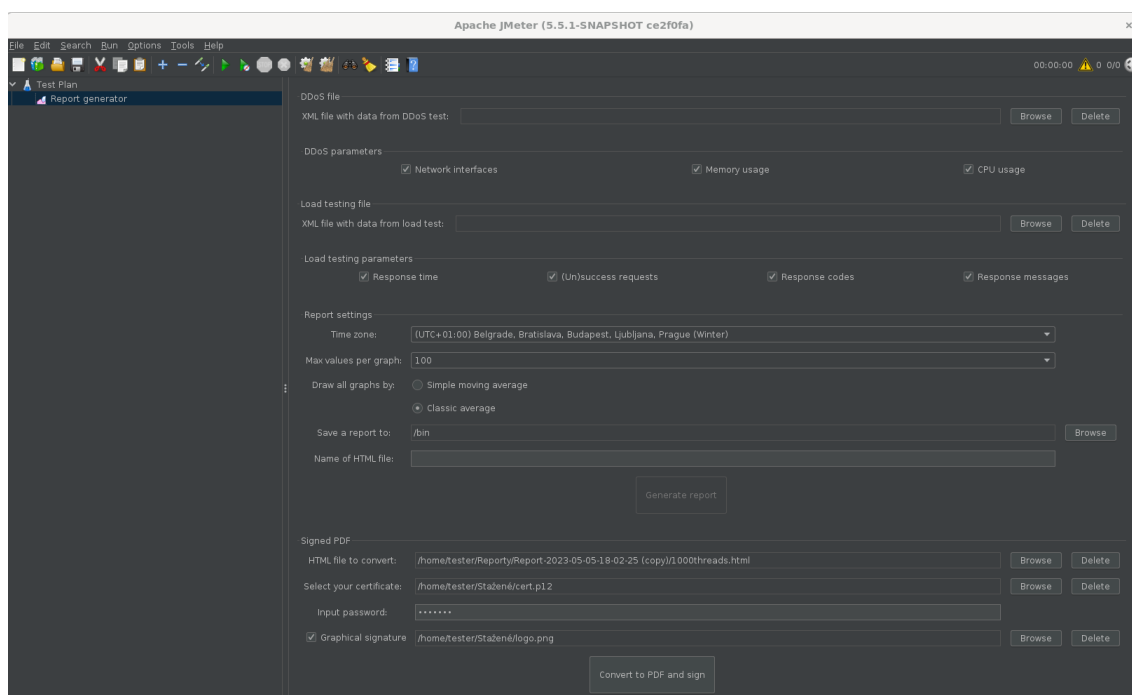 Apache JMeter (5.5.1-SNAPSHOT ce2f0fa)
File Edit Search Run Options Tools Help
00:00:00 0 0/0
Test Plan
Report generator
DDoS file
XML file with data from DDoS test: Browse Delete
DDoS parameters
Network interfaces Memory usage CPU usage
Load testing file
XML file with data from load test: Browse Delete
Load testing parameters
Response time (Un)success requests Response codes Response messages
Report settings
Time zone: (UTC+01:00) Belgrade, Bratislava, Budapest, Ljubljana, Prague (Winter)
Max values per graph: 100
Draw all graphs by: Simple moving average
Classic average
Save a report to: /bin Browse
Name of HTML file:
Generate report
Signed PDF
HTML file to convert: /home/tester/Reporty/Report-2023-05-05-18-02-25 (copy)/1000threads.html Browse Delete
Select your certificate: /home/tester/Stažené/cert.p12 Browse Delete
Input password: •••••••
Graphical signature /home/tester/Stažené/logo.png Browse Delete
Convert to PDF and sign